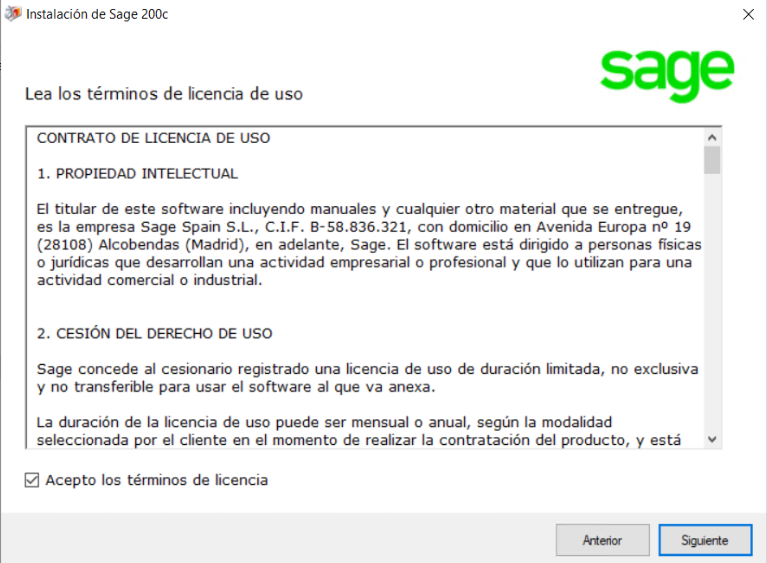 Instalación de Sage 200c
sage
Lea los términos de licencia de uso
CONTRATO DE LICENCIA DE USO
1. PROPIEDAD INTELECTUAL
El titular de este software incluyendo manuales y cualquier otro material que se entregue,
es la empresa Sage Spain S.L., C.I.F. B-58.836.321, con domicilio en Avenida Europa nº 19
(28108) Alcobendas (Madrid), en adelante, Sage. El software está dirigido a personas físicas
o jurídicas que desarrollan una actividad empresarial o profesional y que lo utilizan para una
actividad comercial o industrial.
2. CESIÓN DEL DERECHO DE USO
Sage concede al cesionario registrado una licencia de uso de duración limitada, no exclusiva
y no transferible para usar el software al que va anexa.
La duración de la licencia de uso puede ser mensual o anual, según la modalidad
seleccionada por el cliente en el momento de realizar la contratación del producto, y está
Acepto los términos de licencia
Anterior
Siguiente